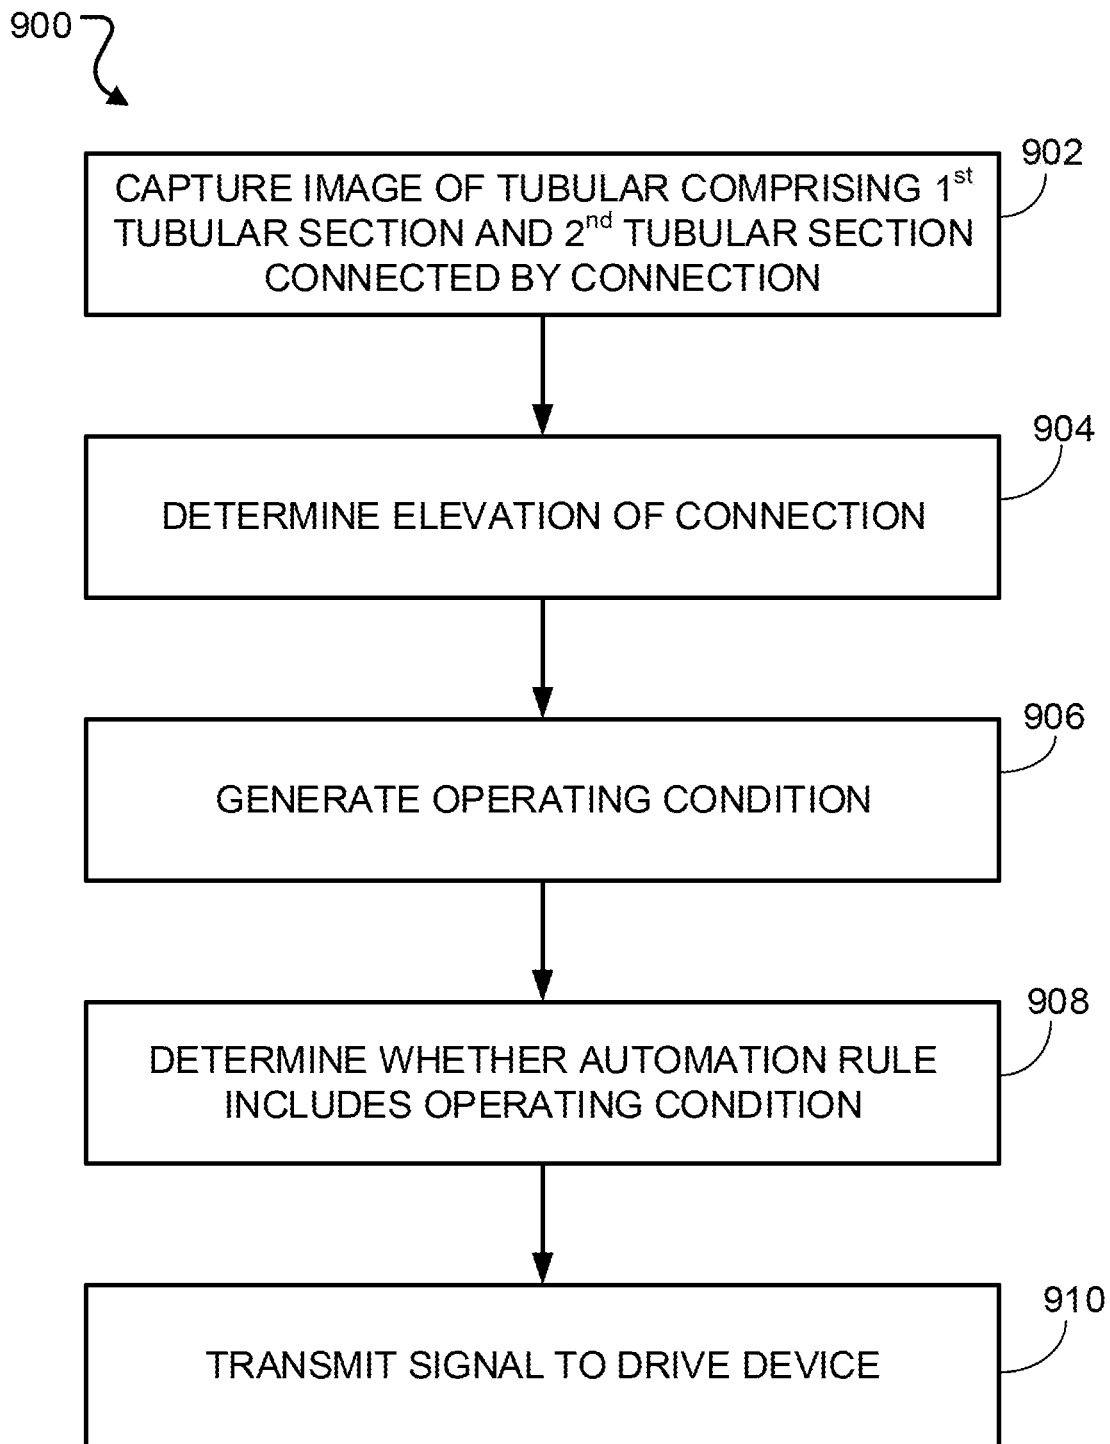 900
902
CAPTURE IMAGE OF TUBULAR COMPRISING 1st
TUBULAR SECTION AND 2nd TUBULAR SECTION
CONNECTED BY CONNECTION
904
DETERMINE ELEVATION OF CONNECTION
906
GENERATE OPERATING CONDITION
908
DETERMINE WHETHER AUTOMATION RULE
INCLUDES OPERATING CONDITION
910
TRANSMIT SIGNAL TO DRIVE DEVICE